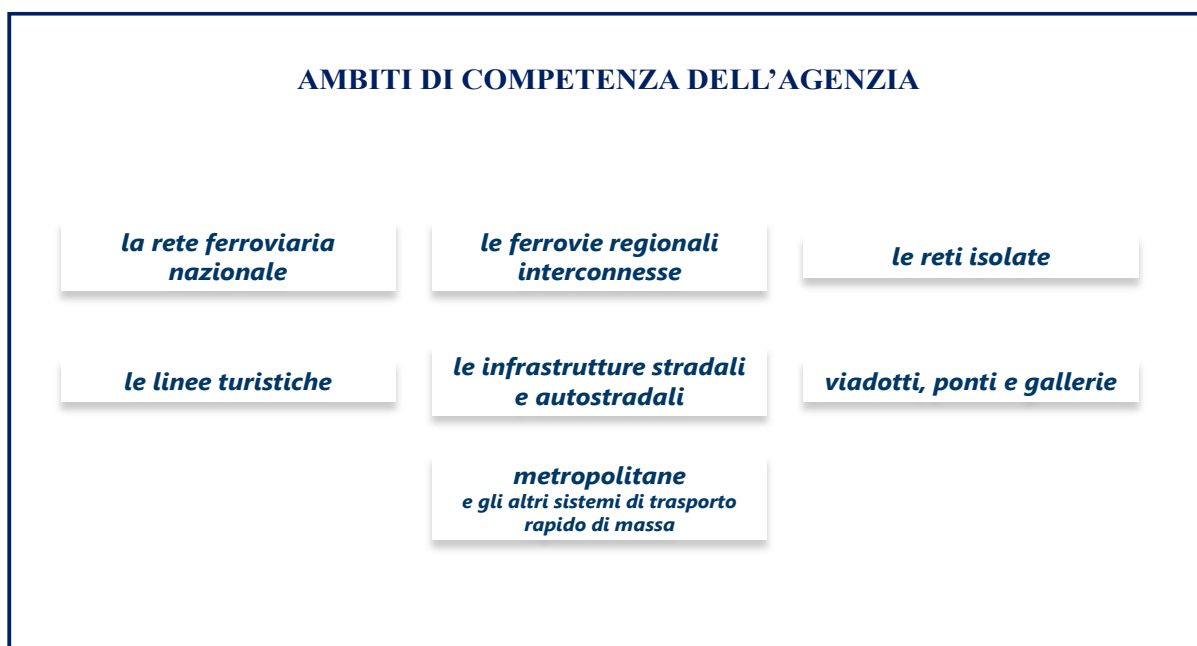 AMBITI DI COMPETENZA DELL’AGENZIA
la rete ferroviaria
nazionale
le ferrovie regionali
interconnesse
le reti isolate
le linee turistiche
le infrastrutture stradali
e autostradali
viadotti, ponti e gallerie
metropolitane
e gli altri sistemi di trasporto
rapido di massa